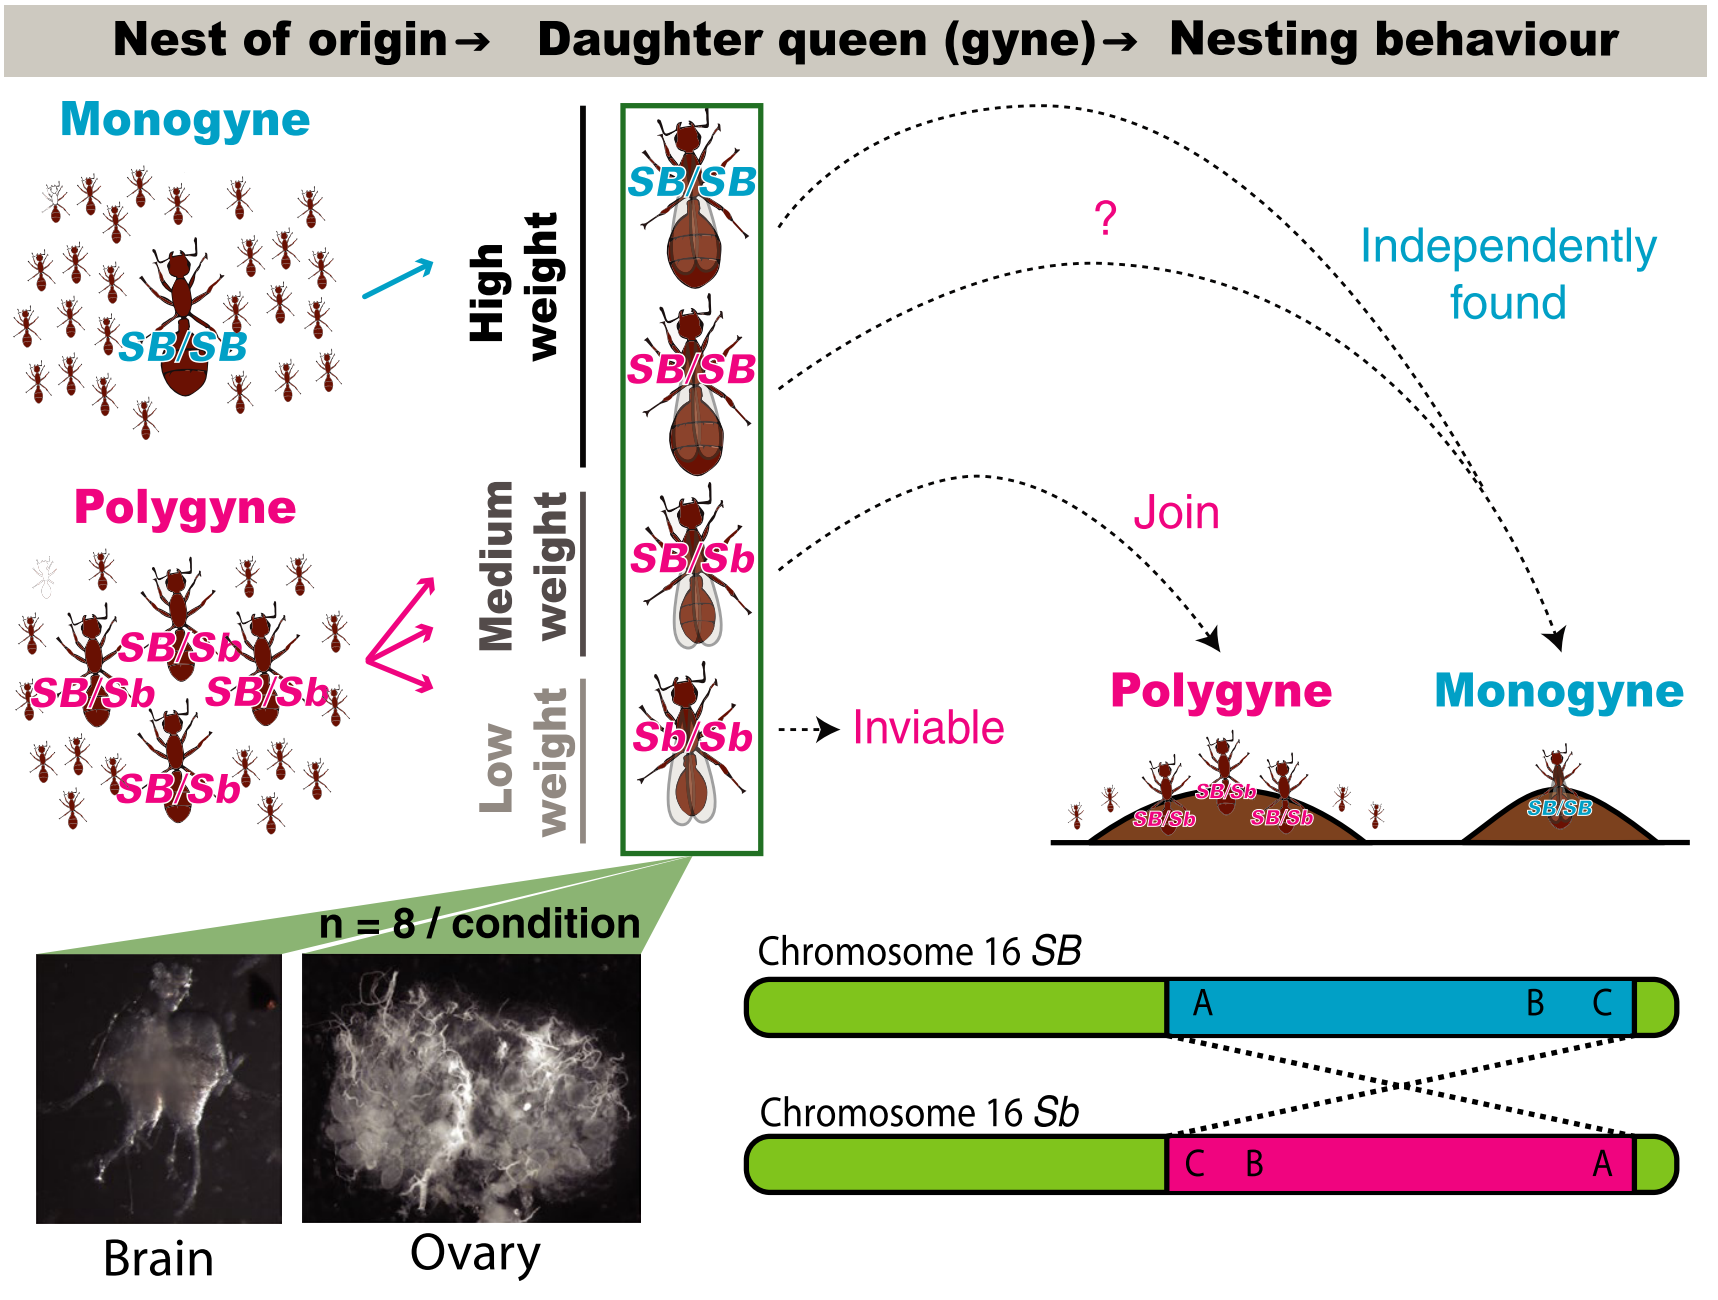 Nest of origin→ Daughter queen (gyne)→ Nesting behaviour
Monogyne
SB/SB
Polygyne
SB/Sb
SB/Sb
SB/Sb
SB/Sb
High
weight
Medium
weight
Low
weight
SB/SB
SB/SB
SB/Sb
Sb/Sb
?
Independently
found
Join
Inviable
Polygyne
Monogyne
SB/Sb
SB/Sb
SB/Sb
SB/SB
n = 8 / condition
Brain
Ovary
Chromosome 16 SB
A B C
Chromosome 16 Sb
C B A